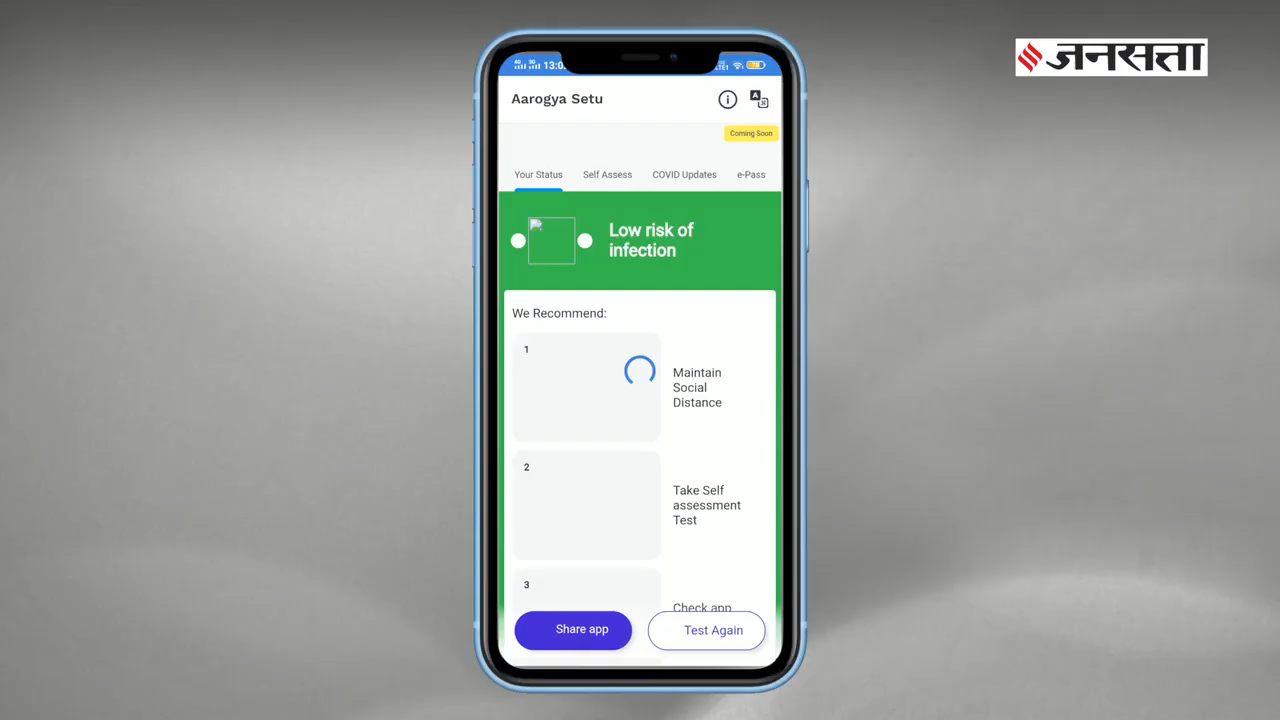 जनसत्ता
Aarogya Setu
Coming Soon
Your Status Self Assess COVID Updates e-Pass
Low risk of
infection
We Recommend:
1
Maintain
Social
Distance
2
Take Self
assessment
Test
3
Check app
Share app Test Again